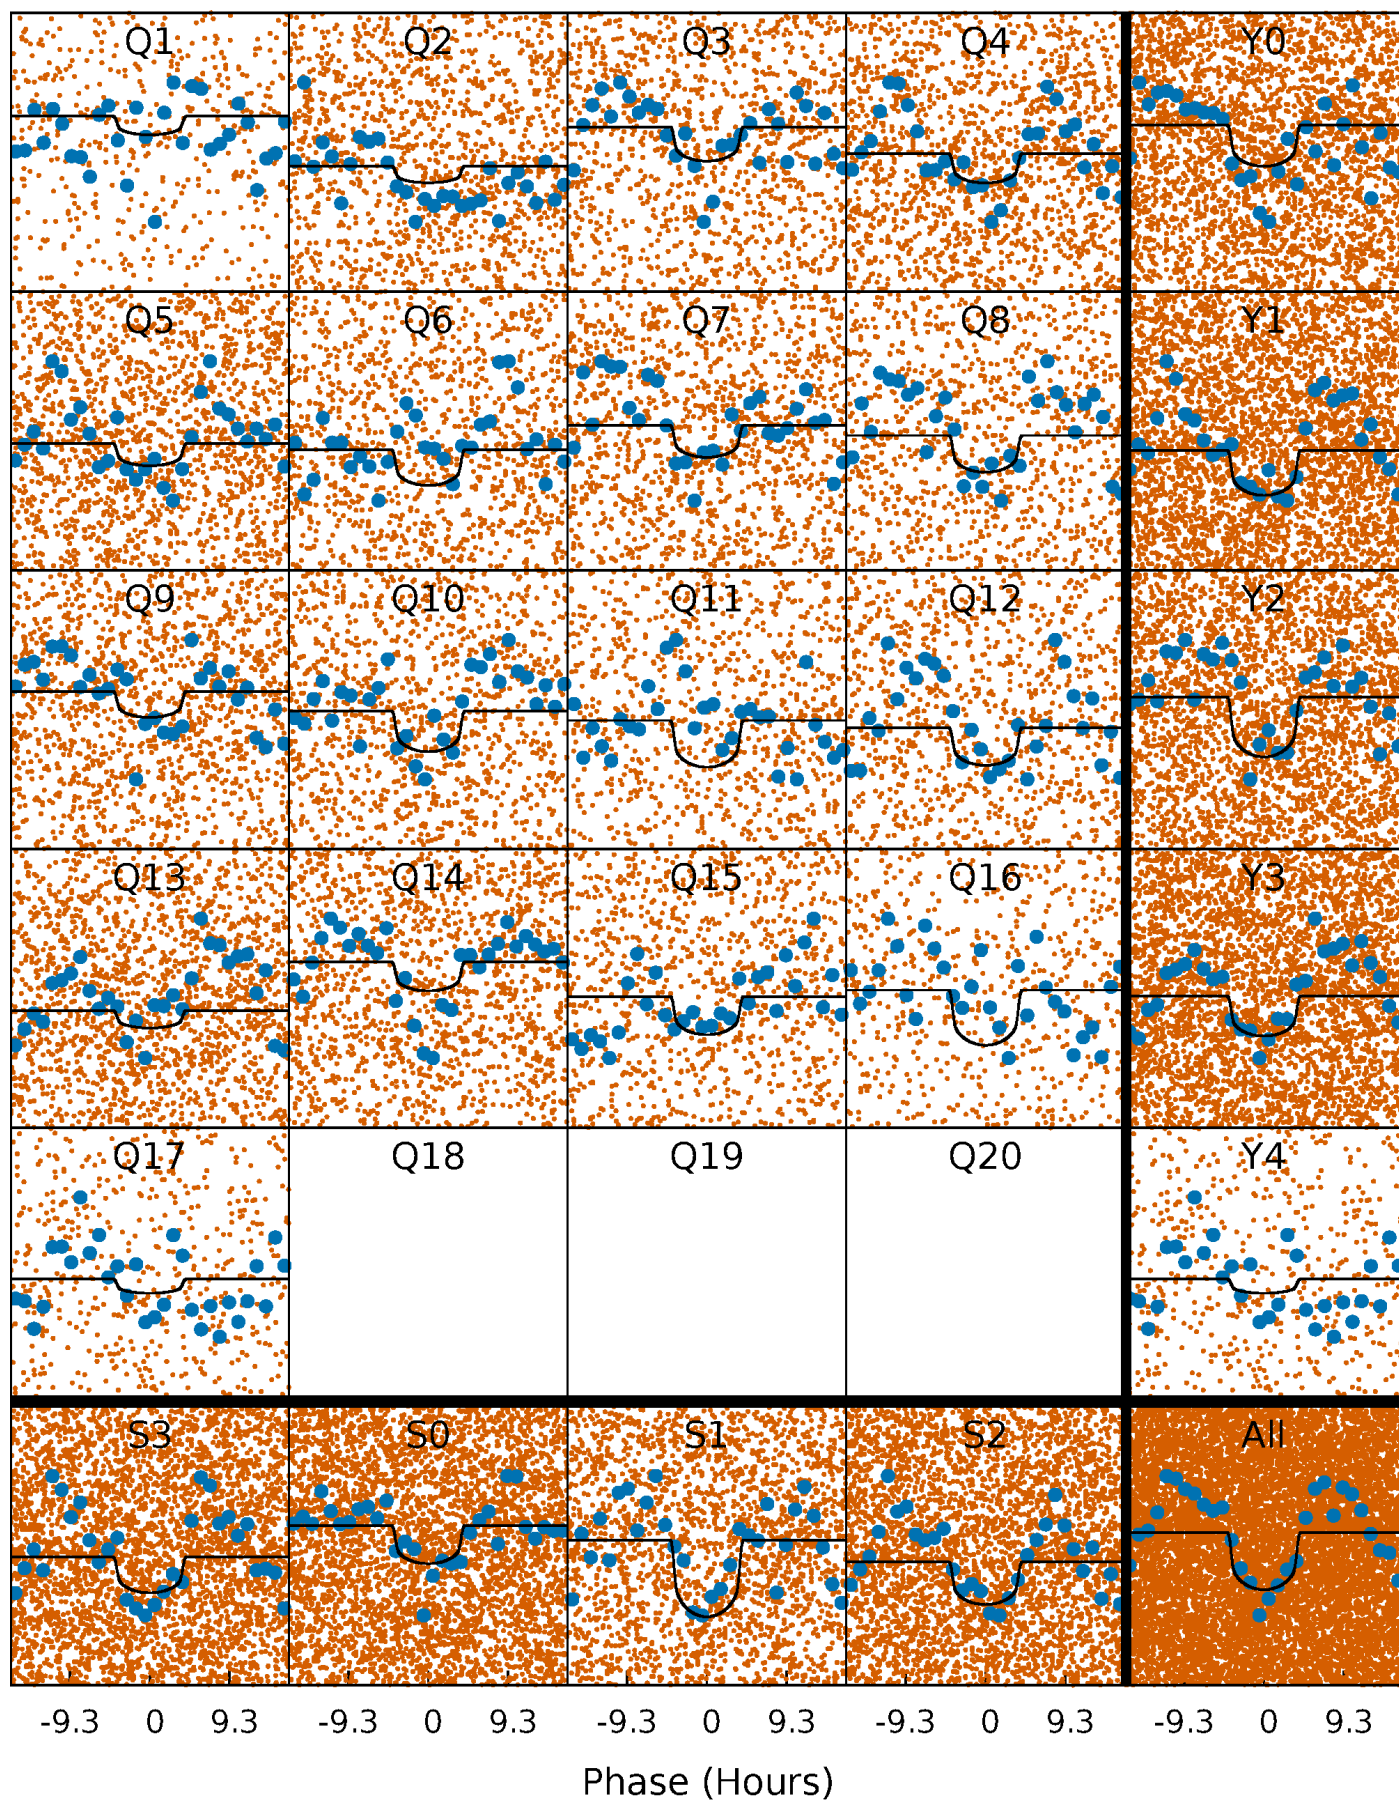 Q1 Q2 Q3 Q4 Y0
Q5 Q6 Q7 Q8 Y1
Q9 Q10 Q11 Q12 Y2
Q13 Q14 Q15 Q16 Y3
Q17 Q18 Q19 Q20 Y4
S3 S0 S1 S2 All
-9.3 0 9.3 -9.3 0 9.3 -9.3 0 9.3 -9.3 0 9.3 -9.3 0 9.3
Phase (Hours)